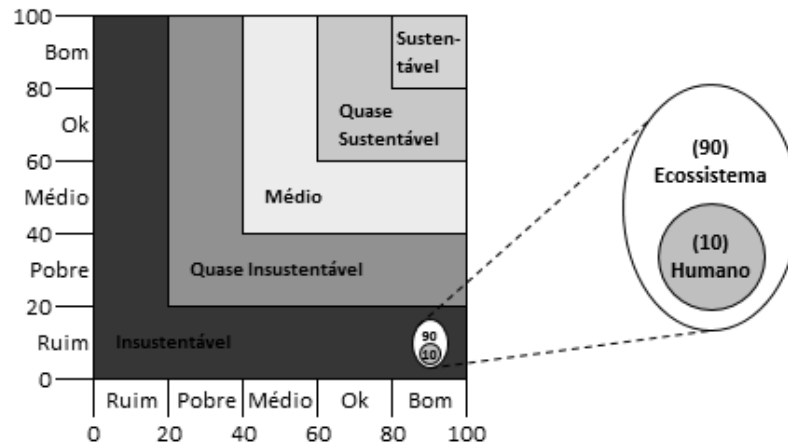 100
Bom
80
Ok
60
Médio
40
Pobre
20
Ruim
0
Susten-
tável
Quase
Sustentável
Médio
Quase Insustentável
Insustentável
90
10
(90)
Ecossistema
(10)
Humano
Ruim Pobre Médio Ok Bom
0 20 40 60 80 100